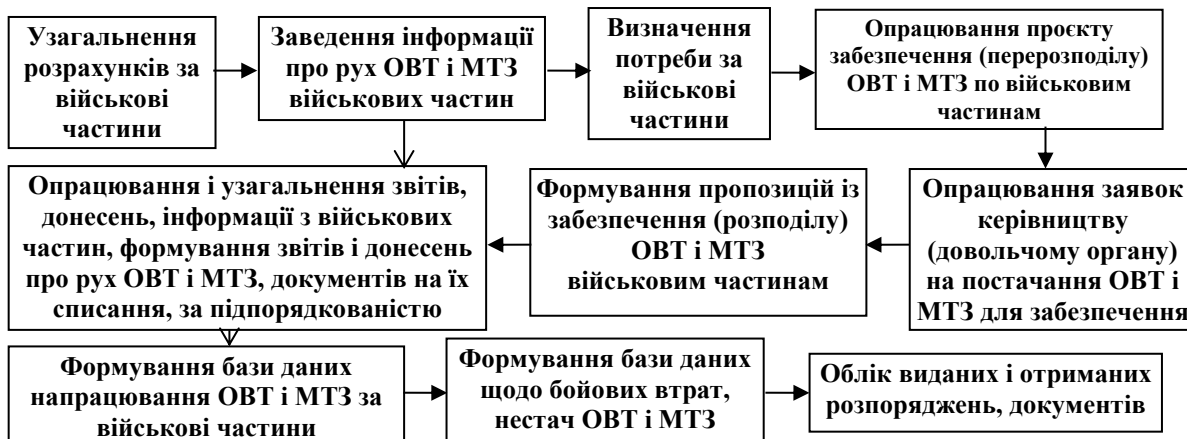 Узагальнення
розрахунків за
військові
частини
Заведення інформації
про рух ОВТ і МТЗ
військових частин
Визначення
потреби за
військові
частини
Опрацювання проєкту
забезпечення (перерозподілу)
ОВТ і МТЗ по військовим
частинам
Опрацювання заявок
керівництву
(довольчому органу)
на постачання ОВТ і
МТЗ для забезпечення
Формування пропозицій із
забезпечення (розподілу)
ОВТ і МТЗ
військовим частинам
Опрацювання і узагальнення звітів,
донесень, інформації з військових
частин, формування звітів і донесень
про рух ОВТ і МТЗ, документів на їх
списання, за підпорядкованістю
Формування бази даних
напрацювання ОВТ і МТЗ за
військові частини
Формування бази даних
щодо бойових втрат,
нестач ОВТ і МТЗ
Облік виданих і отриманих
розпоряджень, документів